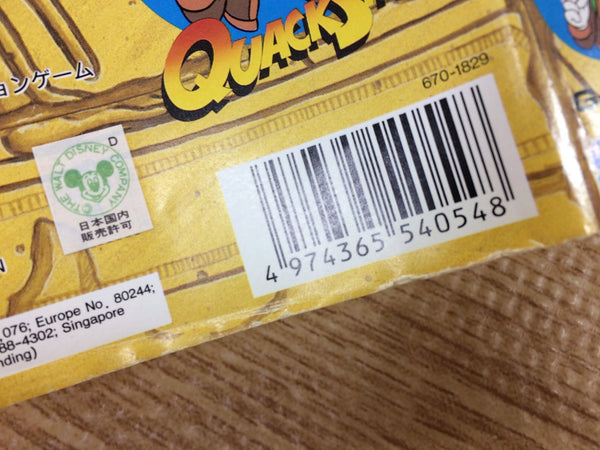 ョンゲーム
QUACKS
670-1829
D
THE WALT DISNEY COMPANY
日本国内
販売許可
4 974365 540548
N
076; Europe No. 80244;
88-4302; Singapore
nding)